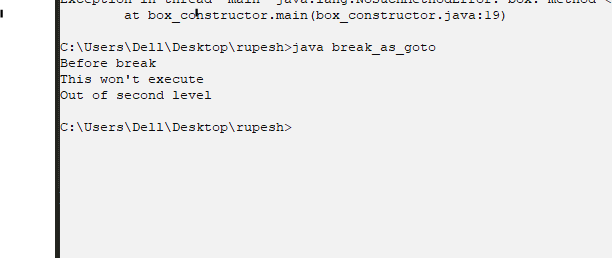 Exception in thread "main" java.lang.NoSuchMethodError: box: method <
at box_constructor.main(box_constructor.java:19)
C:\Users\Dell\Desktop\rupesh>java break_as_goto
Before break
This won't execute
Out of second level
C:\Users\Dell\Desktop\rupesh>